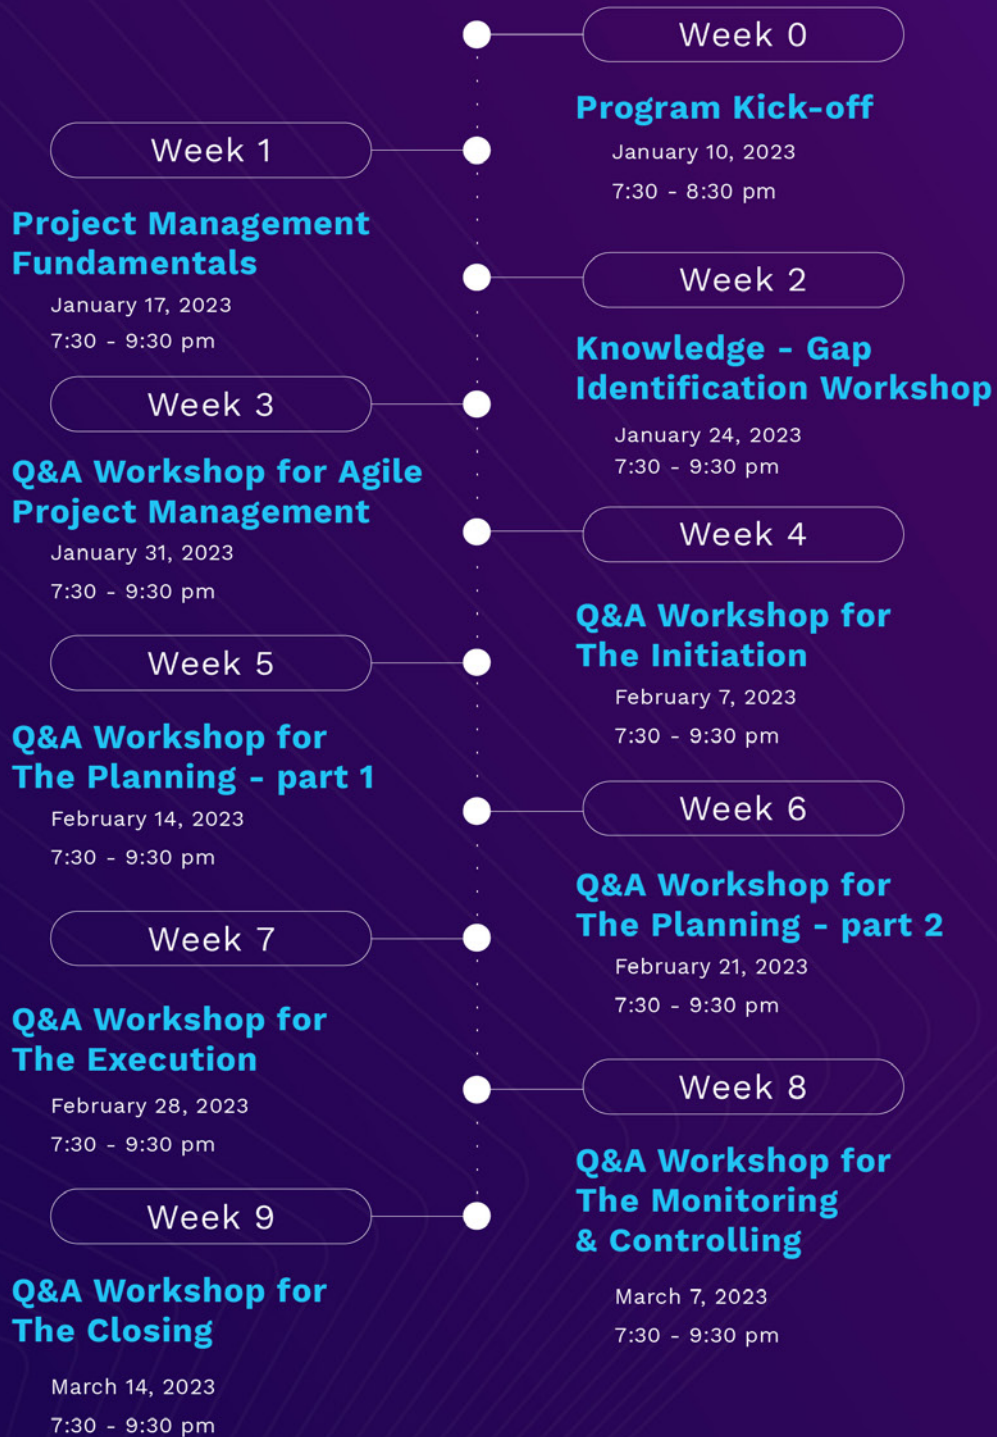 Week 0
Program Kick-off
January 10, 2023
7:30 - 8:30 pm
Week 1
Project Management
Fundamentals
January 17, 2023
7:30 - 9:30 pm
Week 2
Knowledge - Gap
Identification Workshop
January 24, 2023
7:30 - 9:30 pm
Week 3
Q&A Workshop for Agile
Project Management
January 31, 2023
7:30 - 9:30 pm
Week 4
Q&A Workshop for
The Initiation
February 7, 2023
7:30 - 9:30 pm
Week 5
Q&A Workshop for
The Planning - part 1
February 14, 2023
7:30 - 9:30 pm
Week 6
Q&A Workshop for
The Planning - part 2
February 21, 2023
7:30 - 9:30 pm
Week 7
Q&A Workshop for
The Execution
February 28, 2023
7:30 - 9:30 pm
Week 8
Q&A Workshop for
The Monitoring
& Controlling
March 7, 2023
7:30 - 9:30 pm
Week 9
Q&A Workshop for
The Closing
March 14, 2023
7:30 - 9:30 pm